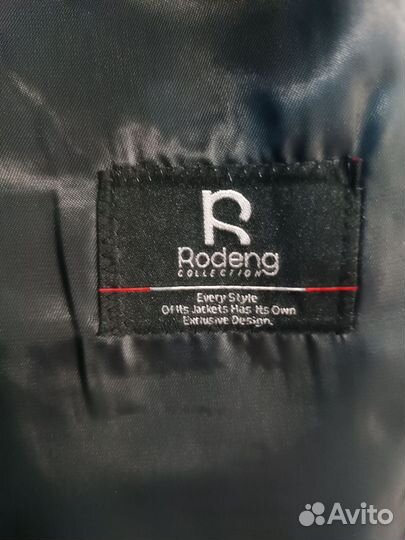 R
Rodeng
COLLECTION
Every Style
Of Its Jackets Has Its Own
Exclusive Design.
Avito